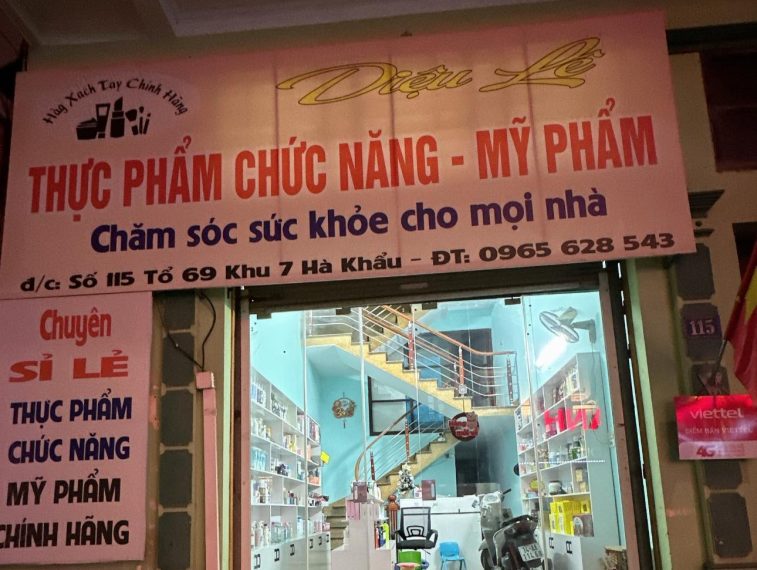 Hàg Xách Tay Chính Hãng
Diệu Lê
THỰC PHẨM CHỨC NĂNG - MỸ PHẨM
Chăm sóc sức khỏe cho mọi nhà
đ/c: Số 115 Tổ 69 Khu 7 Hà Khẩu - ĐT: 0965 628 543
Chuyên
SỈ LẺ
THỰC PHẨM
CHỨC NĂNG
MỸ PHẨM
CHÍNH HÃNG
115
viettel
ĐIỂM BÁN VIETTEL
4G